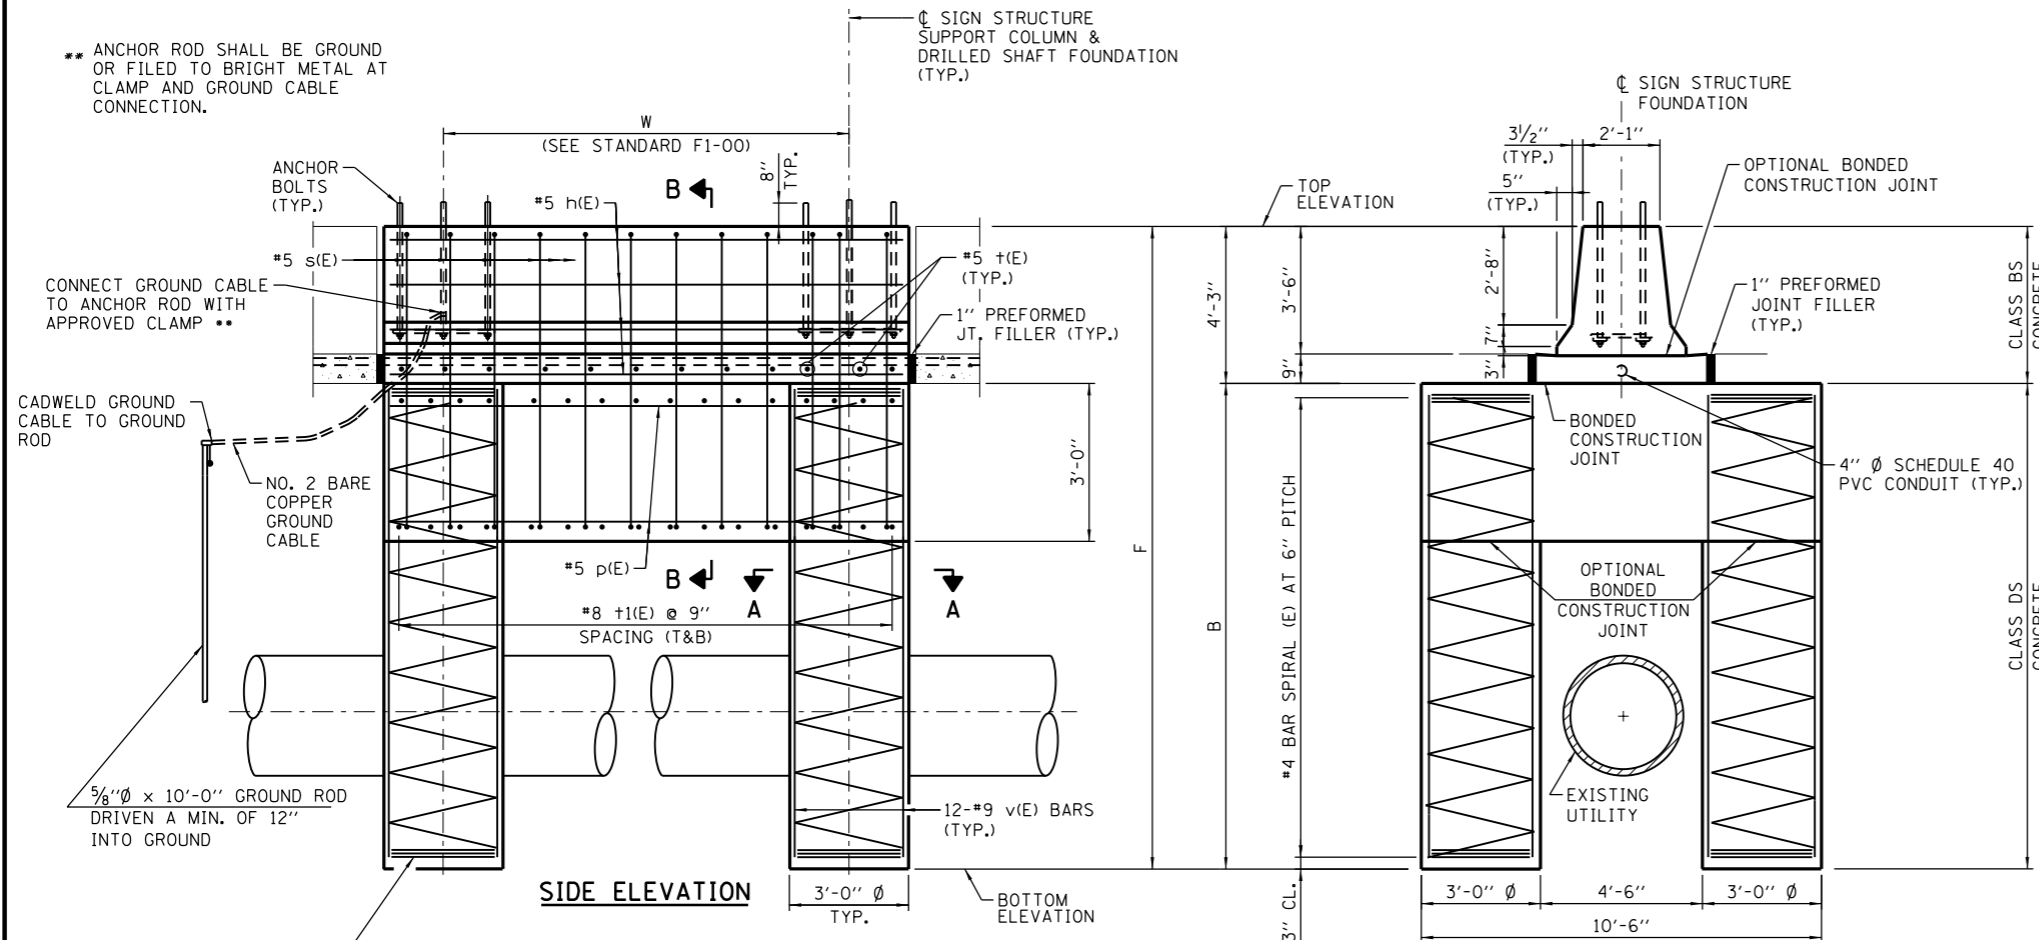 ** ANCHOR ROD SHALL BE GROUND
OR FILED TO BRIGHT METAL AT
CLAMP AND GROUND CABLE
CONNECTION.
℄ SIGN STRUCTURE
SUPPORT COLUMN &
DRILLED SHAFT FOUNDATION
(TYP.)
W
(SEE STANDARD F1-00)
8"
TYP.
B
ANCHOR
BOLTS
(TYP.)
#5 h(E)
#5 s(E)
CONNECT GROUND CABLE
TO ANCHOR ROD WITH
APPROVED CLAMP **
#5 t(E)
(TYP.)
1" PREFORMED
JT. FILLER (TYP.)
CADWELD GROUND
CABLE TO GROUND
ROD
NO. 2 BARE
COPPER
GROUND
CABLE
#5 p(E)
B
A
A
#8 t1(E) @ 9"
SPACING (T&B)
5/8"Ø x 10'-0" GROUND ROD
DRIVEN A MIN. OF 12"
INTO GROUND
12-#9 v(E) BARS
(TYP.)
SIDE ELEVATION
3'-0" Ø
TYP.
BOTTOM
ELEVATION
TOP
ELEVATION
4'-3"
3'-0"
F
B
℄ SIGN STRUCTURE
FOUNDATION
3½"
(TYP.)
2'-1"
5"
(TYP.)
OPTIONAL BONDED
CONSTRUCTION JOINT
1" PREFORMED
JOINT FILLER
(TYP.)
3'-6"
2'-8"
7"
9"
3"
CLASS BS
CONCRETE
BONDED
CONSTRUCTION
JOINT
4" Ø SCHEDULE 40
PVC CONDUIT (TYP.)
#4 BAR SPIRAL (E) AT 6" PITCH
OPTIONAL
BONDED
CONSTRUCTION
JOINT
CLASS DS
CONCRETE
EXISTING
UTILITY
3" CL.
3'-0" Ø
4'-6"
3'-0" Ø
10'-6"